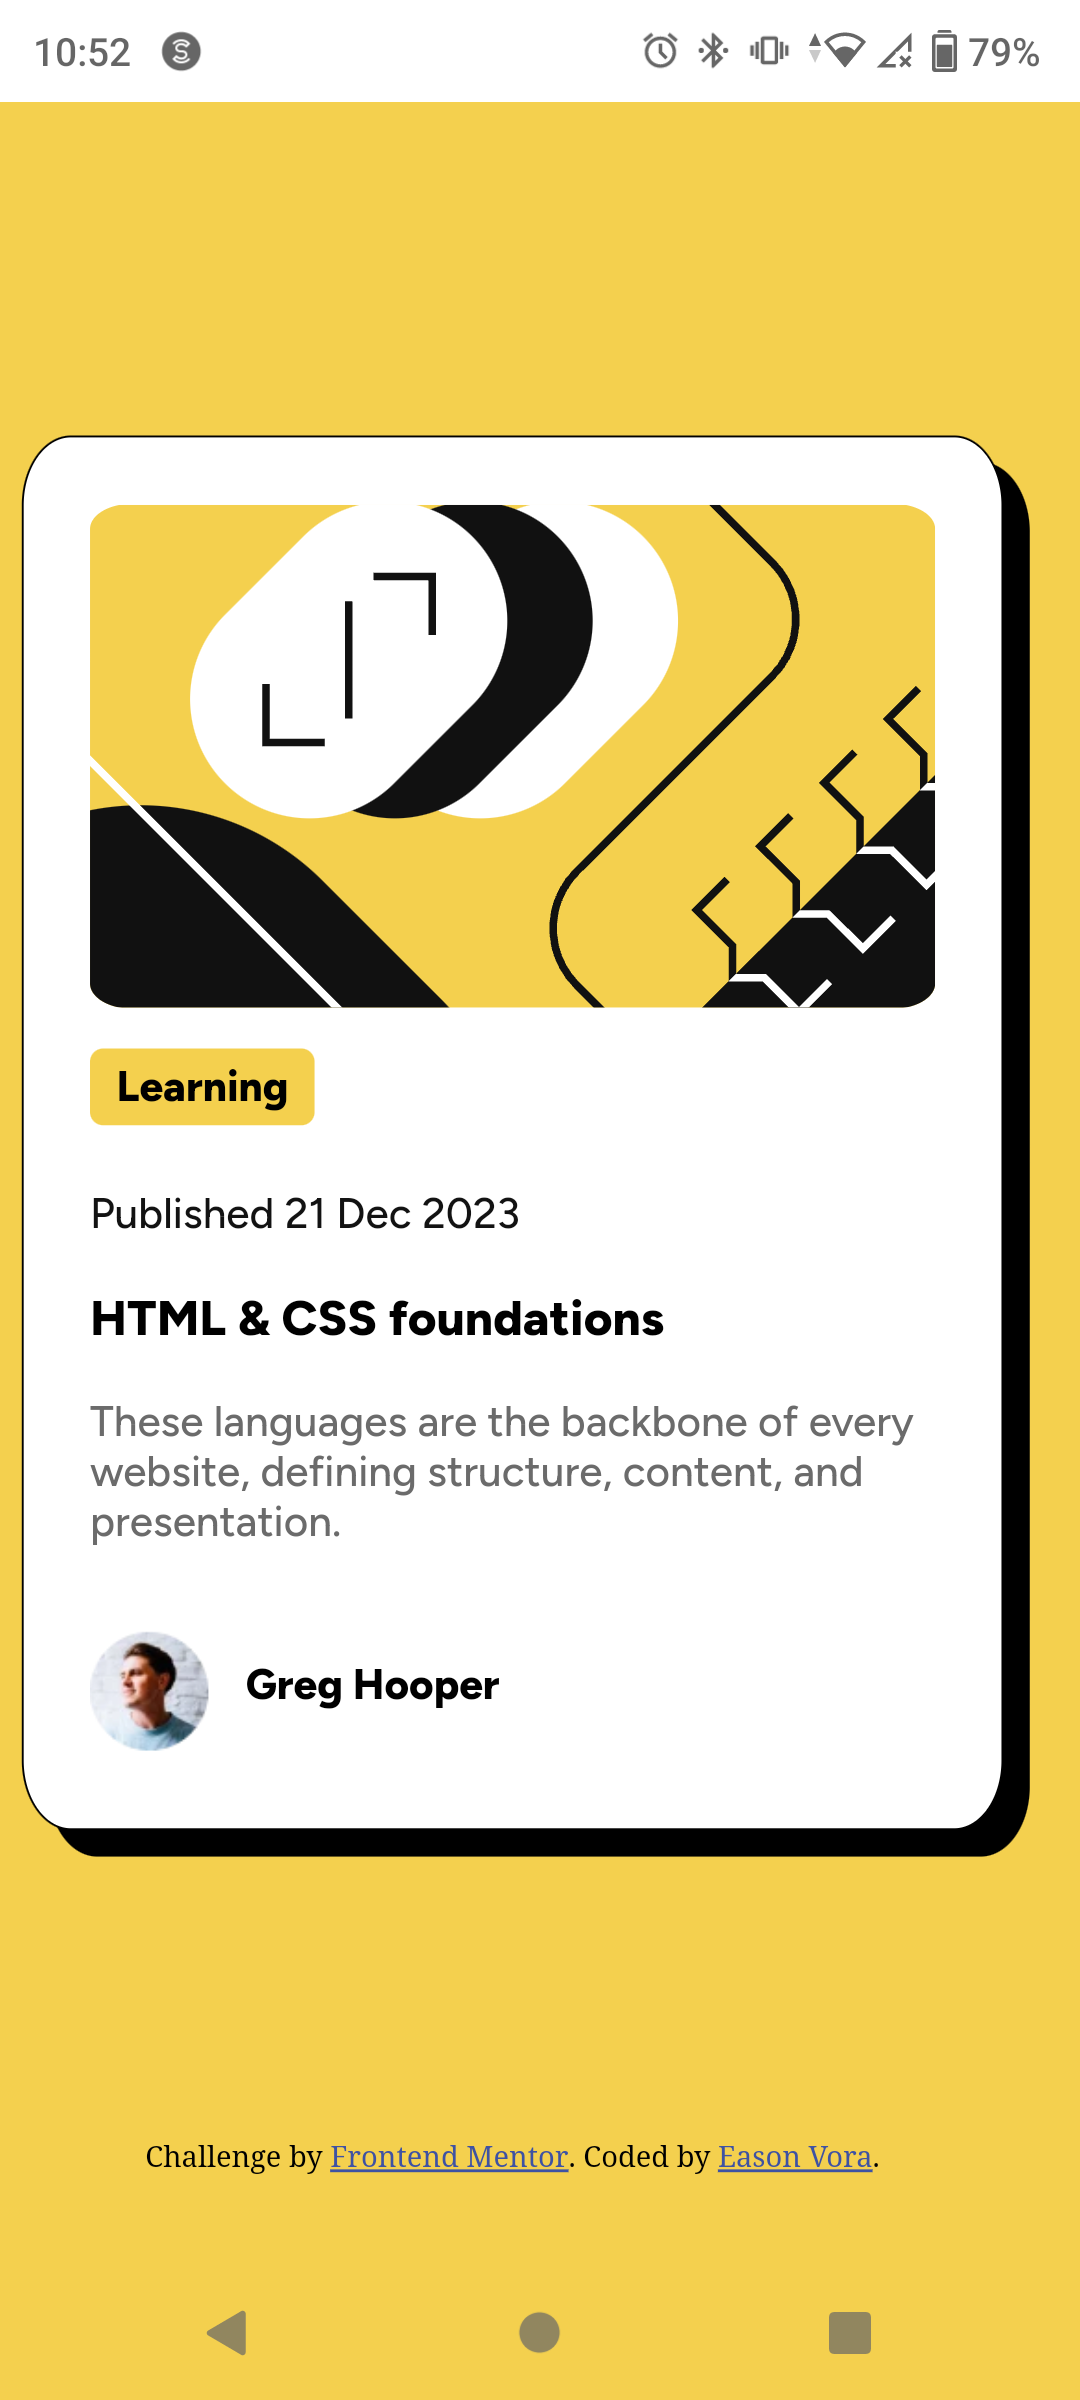 10:52
79%
Learning
Published 21 Dec 2023
HTML & CSS foundations
These languages are the backbone of every
website, defining structure, content, and
presentation.
Greg Hooper
Challenge by Frontend Mentor. Coded by Eason Vora.